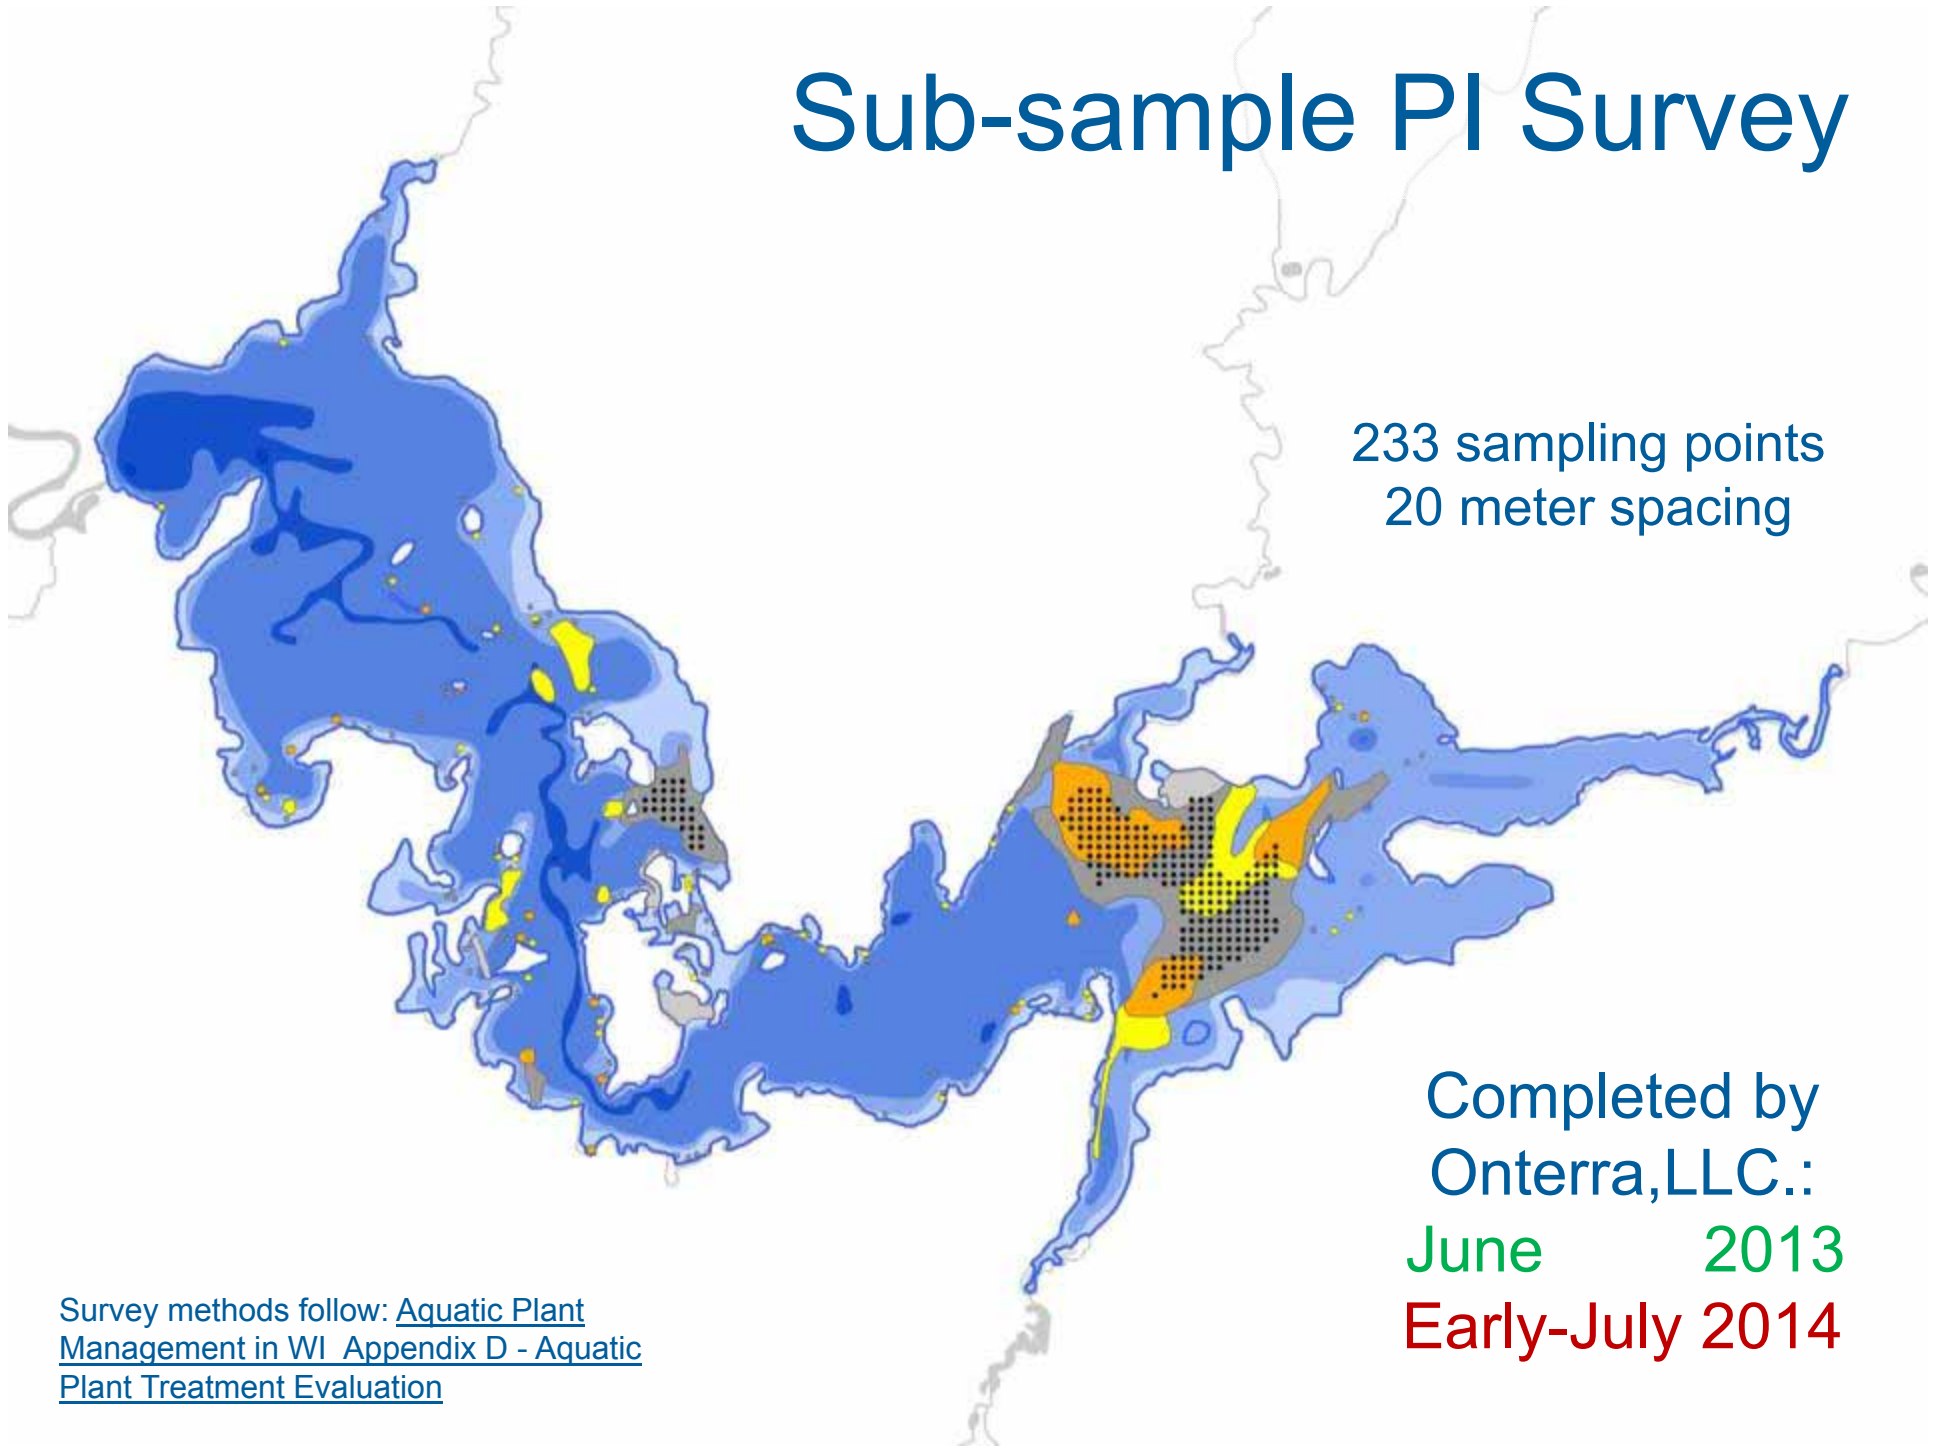 Sub-sample PI Survey
233 sampling points
20 meter spacing
Completed by
Onterra,LLC.:
June 2013
Early-July 2014
Survey methods follow: Aquatic Plant
Management in WI Appendix D - Aquatic
Plant Treatment Evaluation